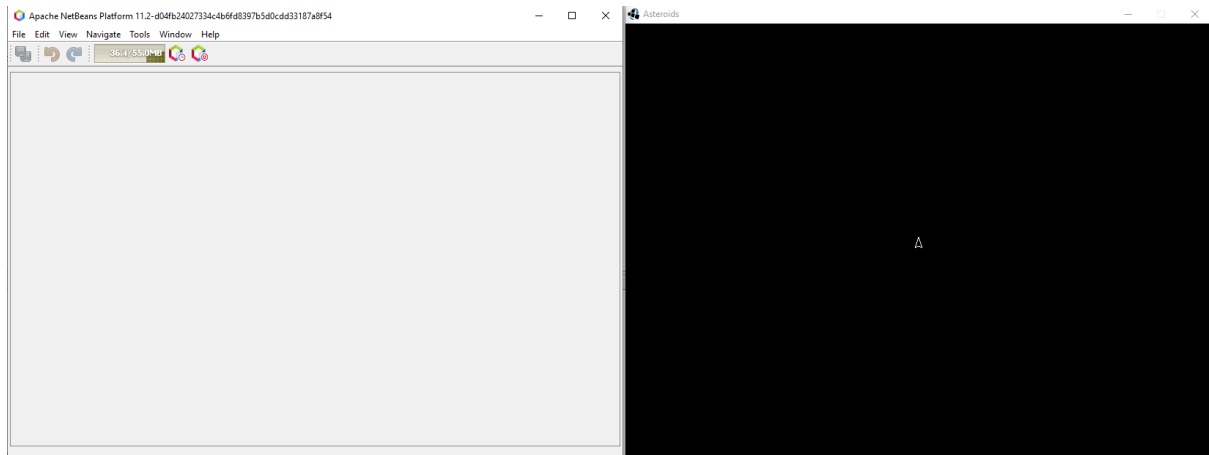 Apache NetBeans Platform 11.2-d04fb24027334c4b6fd8397b5d0cdd33187a8f54
File Edit View Navigate Tools Window Help
36.4/55.0MB
Asteroids